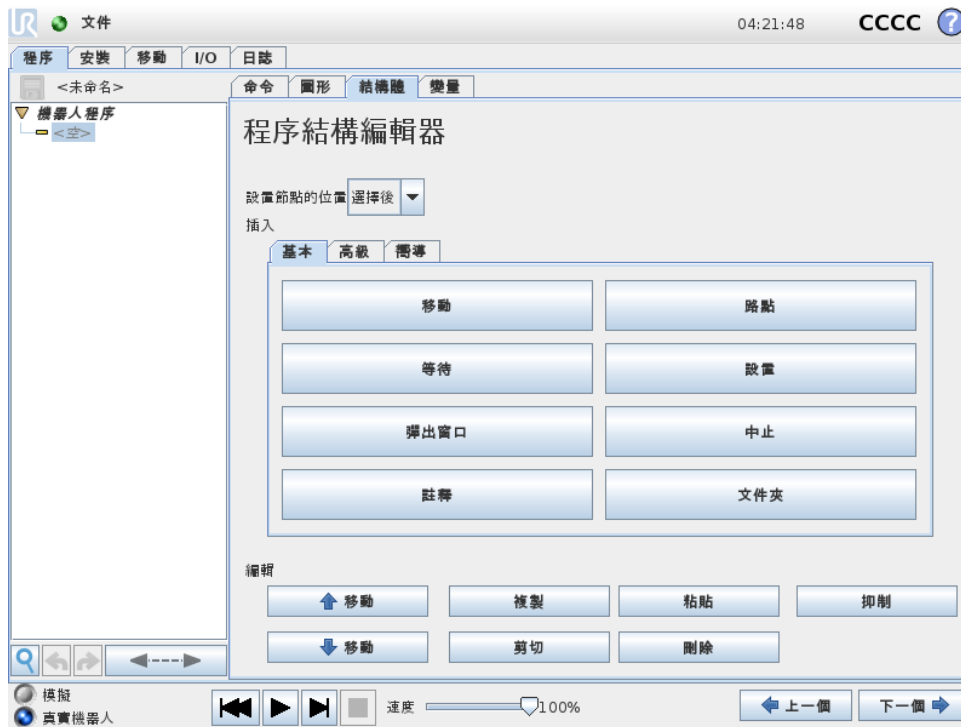 UR 文件 04:21:48 CCCC ?
程序 安裝 移動 I/O 日誌
<未命名> 命令 圖形 結構體 變量
機器人程序
<空>
程序結構編輯器
設置節點的位置 選擇後
插入
基本 高級 嚮導
移動 路點
等待 設置
彈出窗口 中止
註釋 文件夾
編輯
移動 複製 粘貼 抑制
移動 剪切 刪除
模擬
真實機器人
速度 100% 上一個 下一個